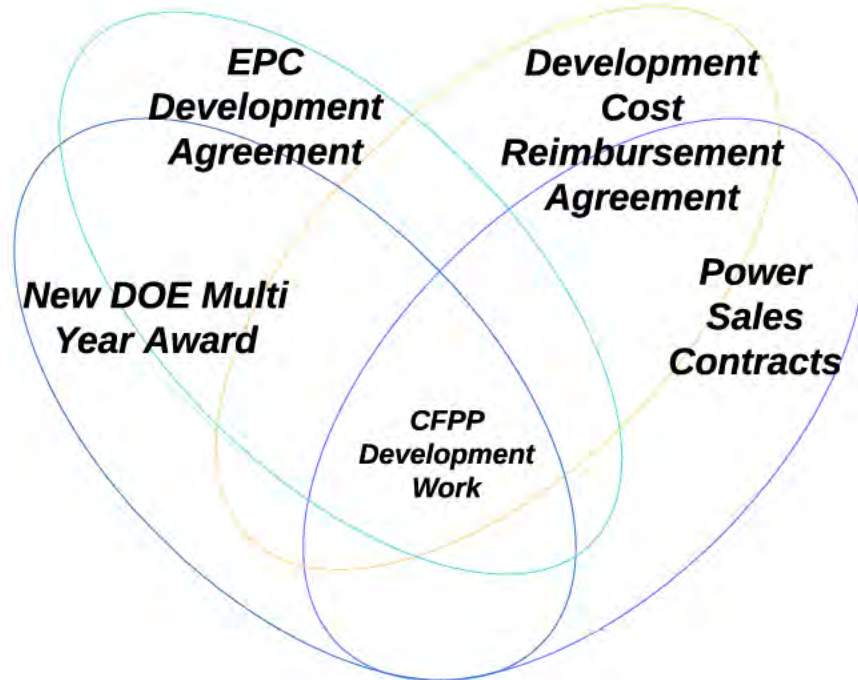 EPC
Development
Agreement
Development
Cost
Reimbursement
Agreement
New DOE Multi
Year Award
Power
Sales
Contracts
CFPP
Development
Work